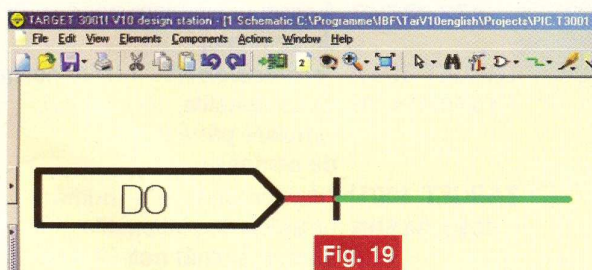 TARGET 3001! V10 design station - [1 Schematic C:\Programme\IBF\TarV10english\Projects\PIC.T3001
File Edit View Elements Components Actions Window Help
2
DO
Fig. 19